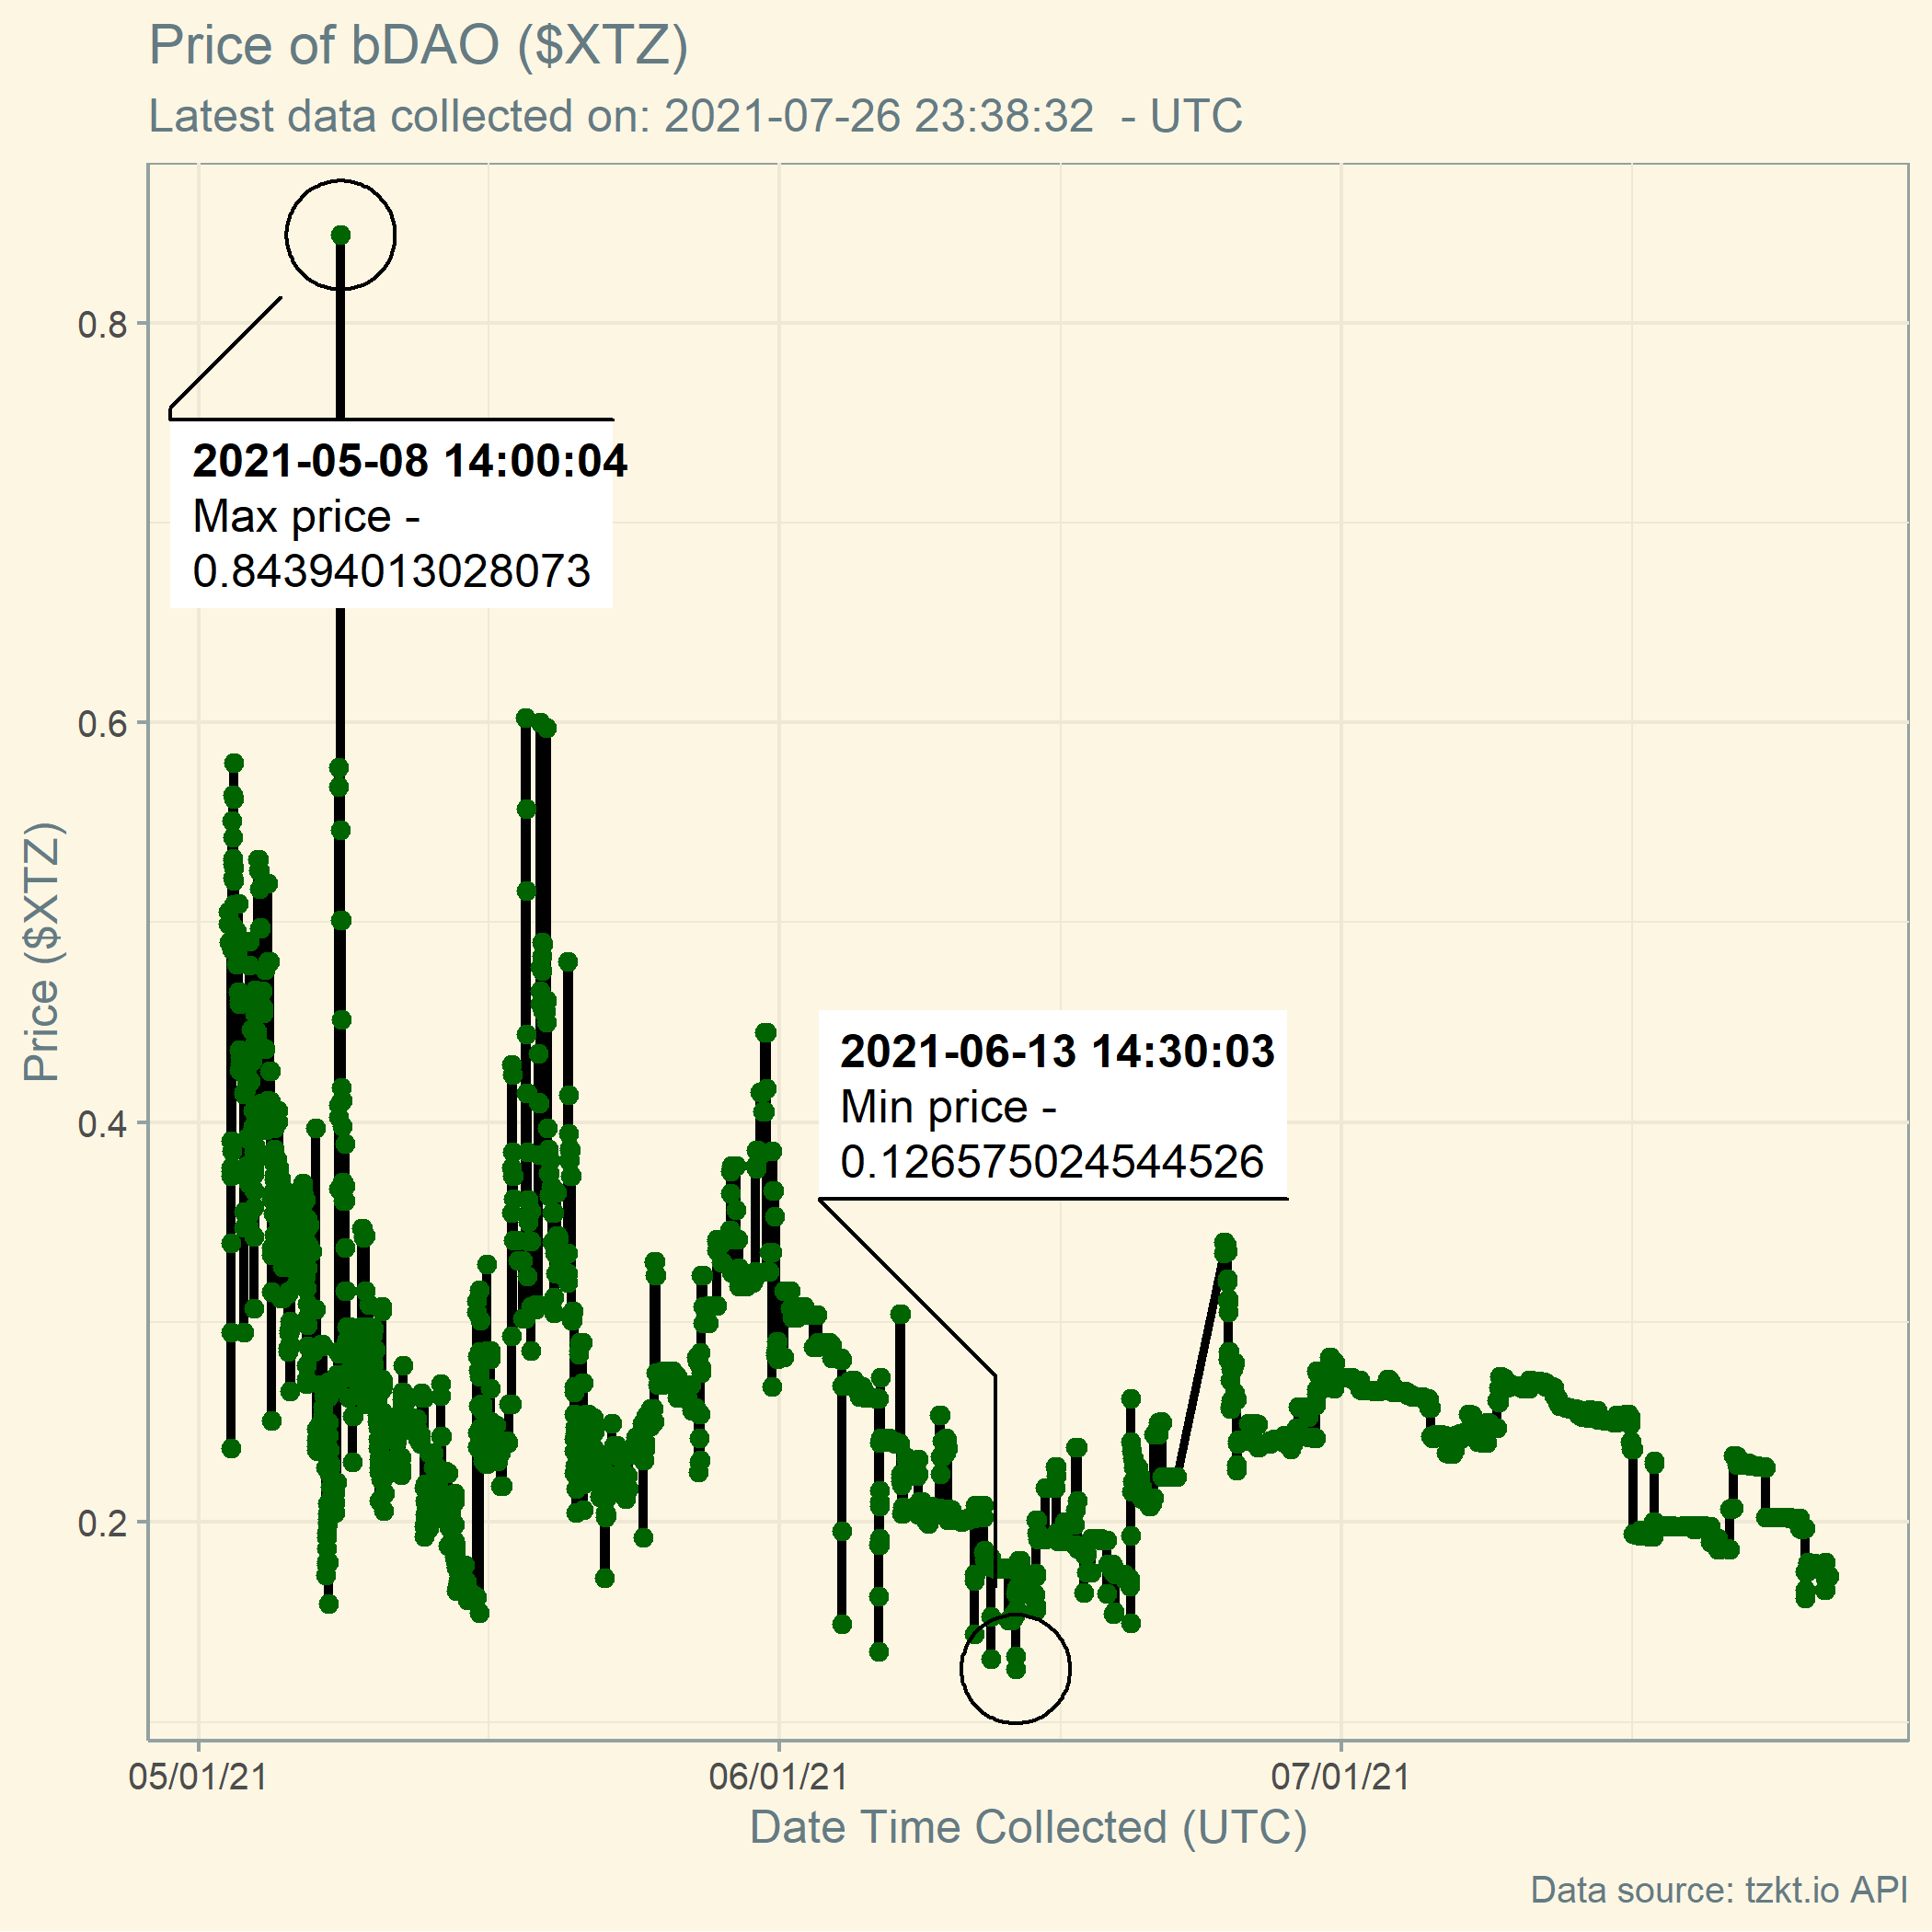 Price of bDAO ($XTZ)
Latest data collected on: 2021-07-26 23:38:32  - UTC
0.8
0.6
0.4
0.2
Price ($XTZ)
2021-05-08 14:00:04
Max price -
0.84394013028073
2021-06-13 14:30:03
Min price -
0.126575024544526
05/01/21
06/01/21
07/01/21
Date Time Collected (UTC)
Data source: tzkt.io API